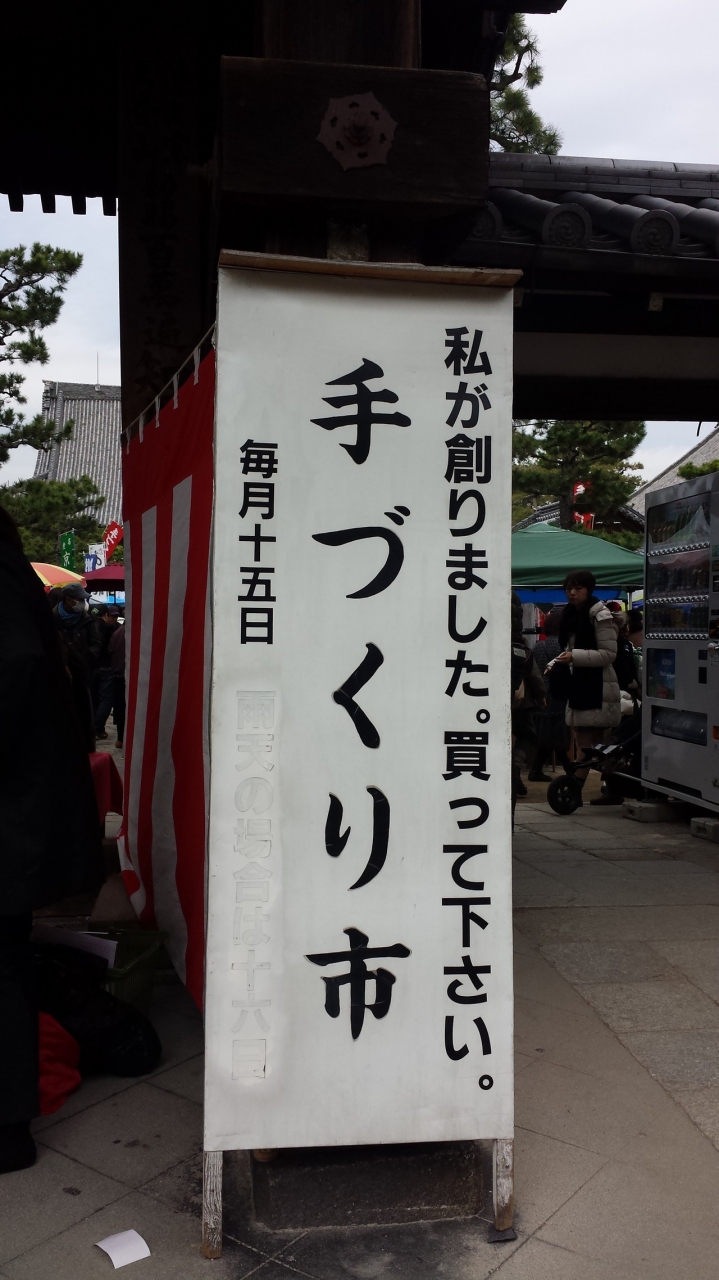 私が創りました。買って下さい。
手づくり市
毎月十五日
雨天の場合は十六日